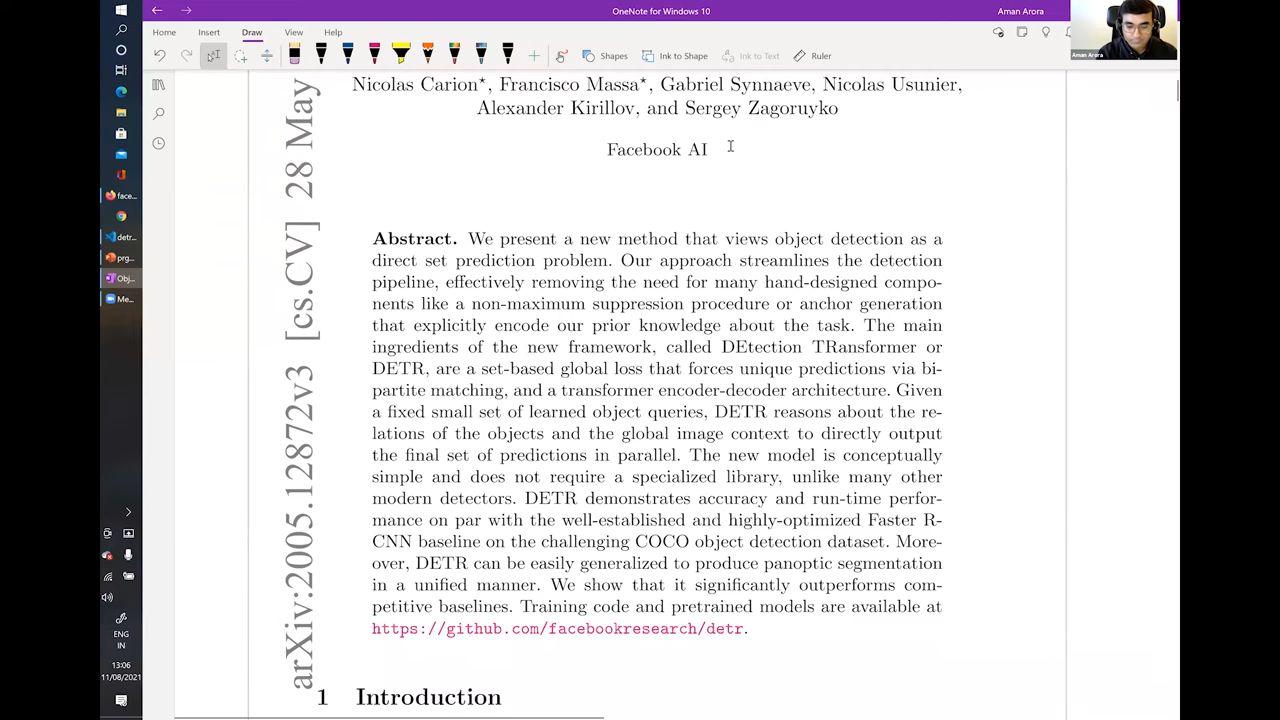 OneNote for Windows 10
Aman Arora
Home
Insert
Draw
View
Help
Shapes
Ink to Shape
Ink to Text
Ruler
Aman Arora
Nicolas Carion*, Francisco Massa*, Gabriel Synnaeve, Nicolas Usunier,
Alexander Kirillov, and Sergey Zagoruyko
Facebook AI
arXiv:2005.12872v3 [cs.CV] 28 May
Abstract. We present a new method that views object detection as a
direct set prediction problem. Our approach streamlines the detection
pipeline, effectively removing the need for many hand-designed compo-
nents like a non-maximum suppression procedure or anchor generation
that explicitly encode our prior knowledge about the task. The main
ingredients of the new framework, called DEtection TRansformer or
DETR, are a set-based global loss that forces unique predictions via bi-
partite matching, and a transformer encoder-decoder architecture. Given
a fixed small set of learned object queries, DETR reasons about the re-
lations of the objects and the global image context to directly output
the final set of predictions in parallel. The new model is conceptually
simple and does not require a specialized library, unlike many other
modern detectors. DETR demonstrates accuracy and run-time perfor-
mance on par with the well-established and highly-optimized Faster R-
CNN baseline on the challenging COCO object detection dataset. More-
over, DETR can be easily generalized to produce panoptic segmentation
in a unified manner. We show that it significantly outperforms com-
petitive baselines. Training code and pretrained models are available at
https://github.com/facebookresearch/detr.
1 Introduction
face...
detr...
prg...
Obj...
Me...
ENG
IN
13:06
11/08/2021